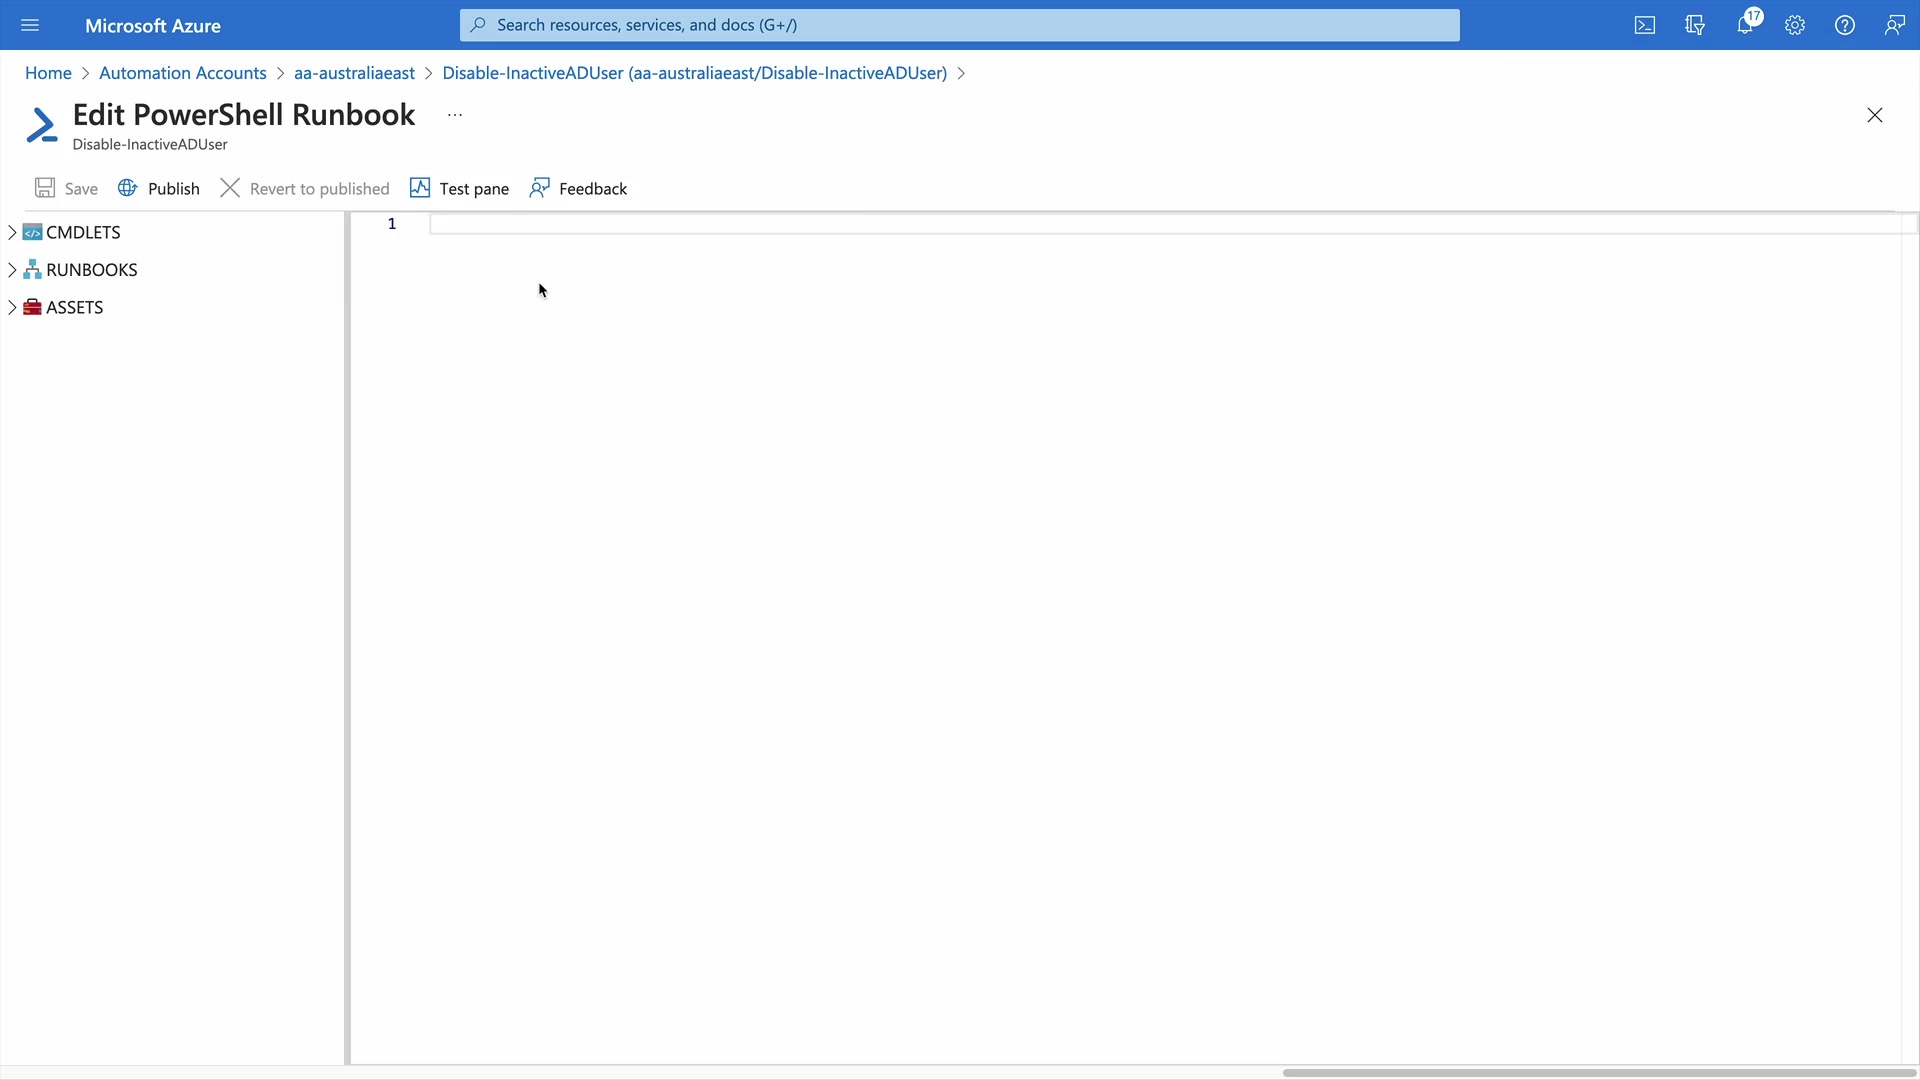 Microsoft Azure
Search resources, services, and docs (G+/)
17
Home > Automation Accounts > aa-australiaeast > Disable-InactiveADUser (aa-australiaeast/Disable-InactiveADUser) >
Edit PowerShell Runbook ...
Disable-InactiveADUser
Save Publish Revert to published Test pane Feedback
CMDLETS
1
RUNBOOKS
ASSETS